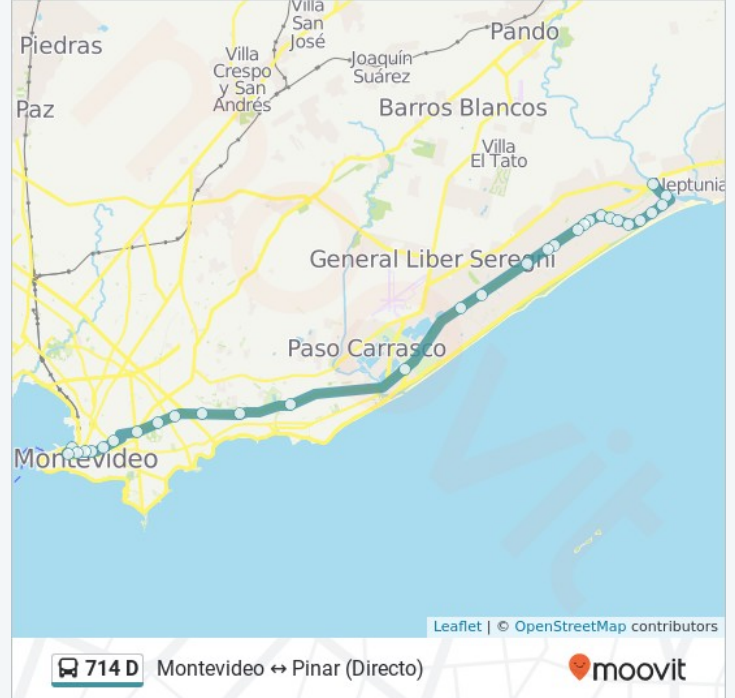 Villa
San
José
Piedras
Pando
Villa
Crespo
y San
Andrés
Joaquín
Suárez
Paz
Barros Blancos
Villa
El Tato
Neptunia
General Liber Seregni
Paso Carrasco
Montevideo
moovit
Leaflet | © OpenStreetMap contributors
714 D Montevideo ↔ Pinar (Directo)
moovit